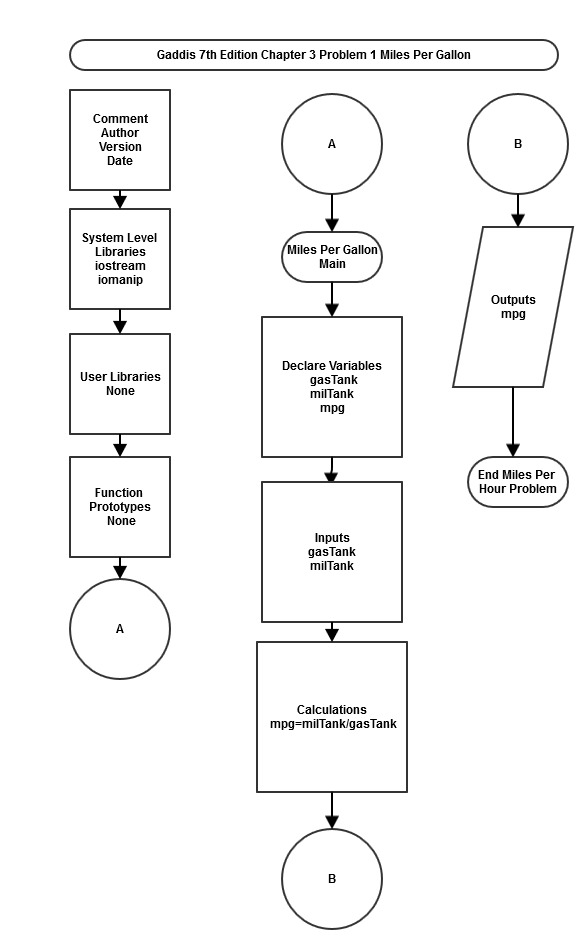 Gaddis 7th Edition Chapter 3 Problem 1 Miles Per Gallon
Comment
Author
Version
Date
System Level
Libraries
iostream
iomanip
User Libraries
None
Function
Prototypes
None
A
A
Miles Per Gallon
Main
Declare Variables
gasTank
milTank
mpg
Inputs
gasTank
milTank
Calculations
mpg=milTank/gasTank
B
B
Outputs
mpg
End Miles Per
Hour Problem